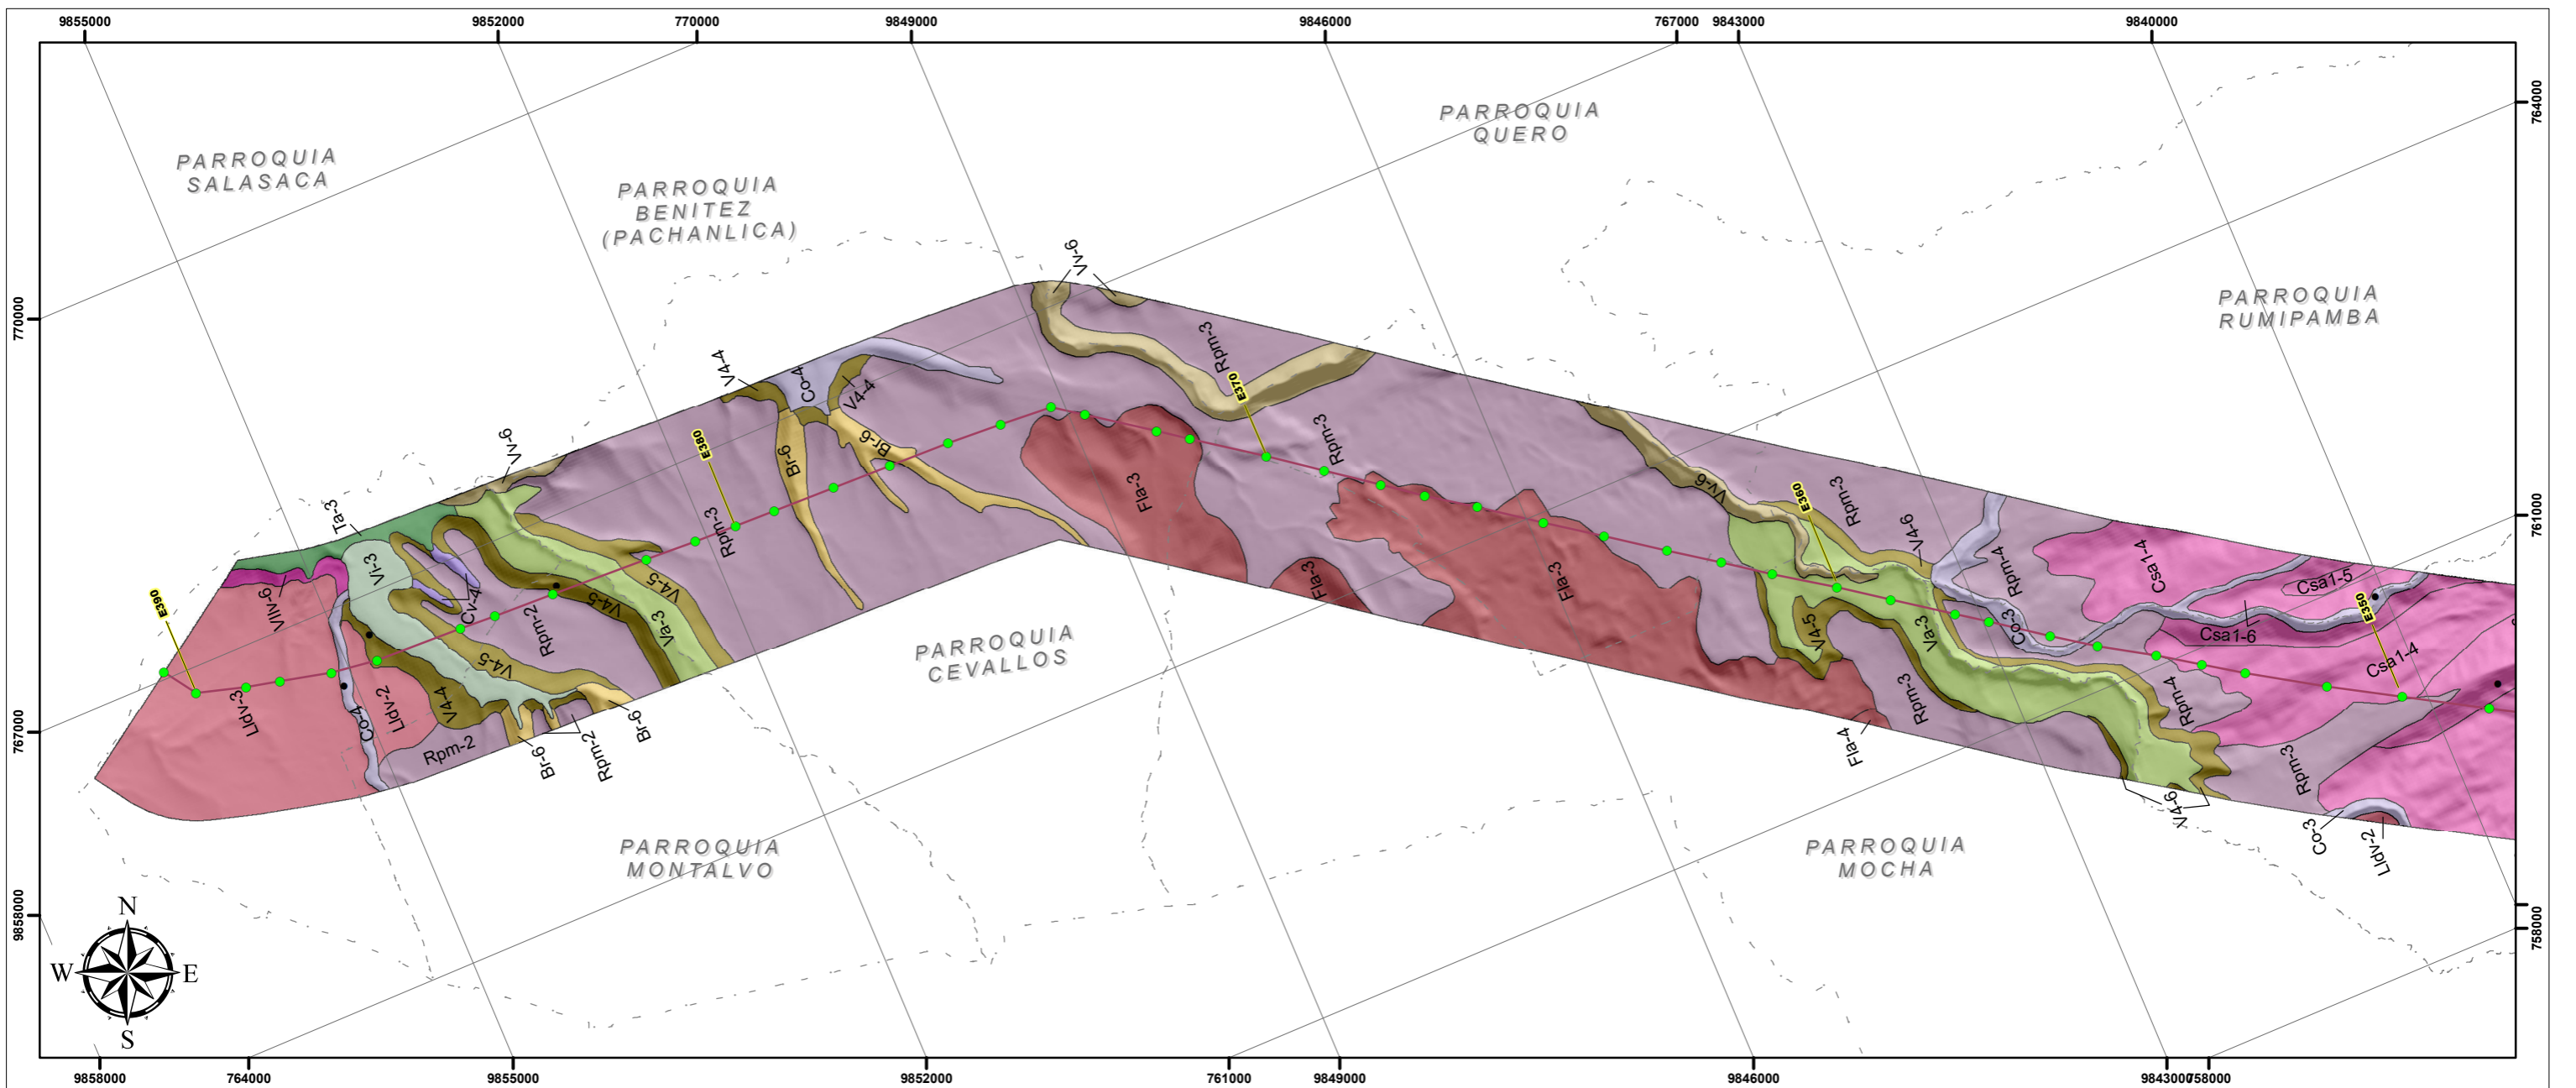 9855000 9852000 770000 9849000 9846000 767000 9843000 9840000
764000
PARROQUIA
QUERO
PARROQUIA
SALASACA
PARROQUIA
BENITEZ
(PACHANLICA)
Vv-6
PARROQUIA
RUMIPAMBA
770000
Rpm-3
V4-4
Co-4
V4-4
E370
Vv-6
E380
Br-6
Br-6
Rpm-3
Fla-3
Vv-6
E360
Rpm-3
761000
Ta-3
Rpm-3
V4-6
Vi-3
Cv-4
V4-5
Fla-3
Fla-3
Rpm-4
Csa1-4
Csa1-5
E390
Vllv-6
Rpm-2
Va-3
V4-5
V4-5
Va-3
Co-3
Csa1-6
E350
PARROQUIA
CEVALLOS
V4-5
Csa1-4
Lldv-3
Co-4
Lldv-2
V4-4
Rpm-3
Rpm-4
767000
Rpm-2
Br-6
Rpm-2
Br-6
Fla-4
Rpm-3
V4-6
Co-3
Lldv-2
PARROQUIA
MONTALVO
PARROQUIA
MOCHA
9858000
758000
N
W E
S
9858000 764000 9855000 9852000 761000 9849000 9846000 9843000 758000